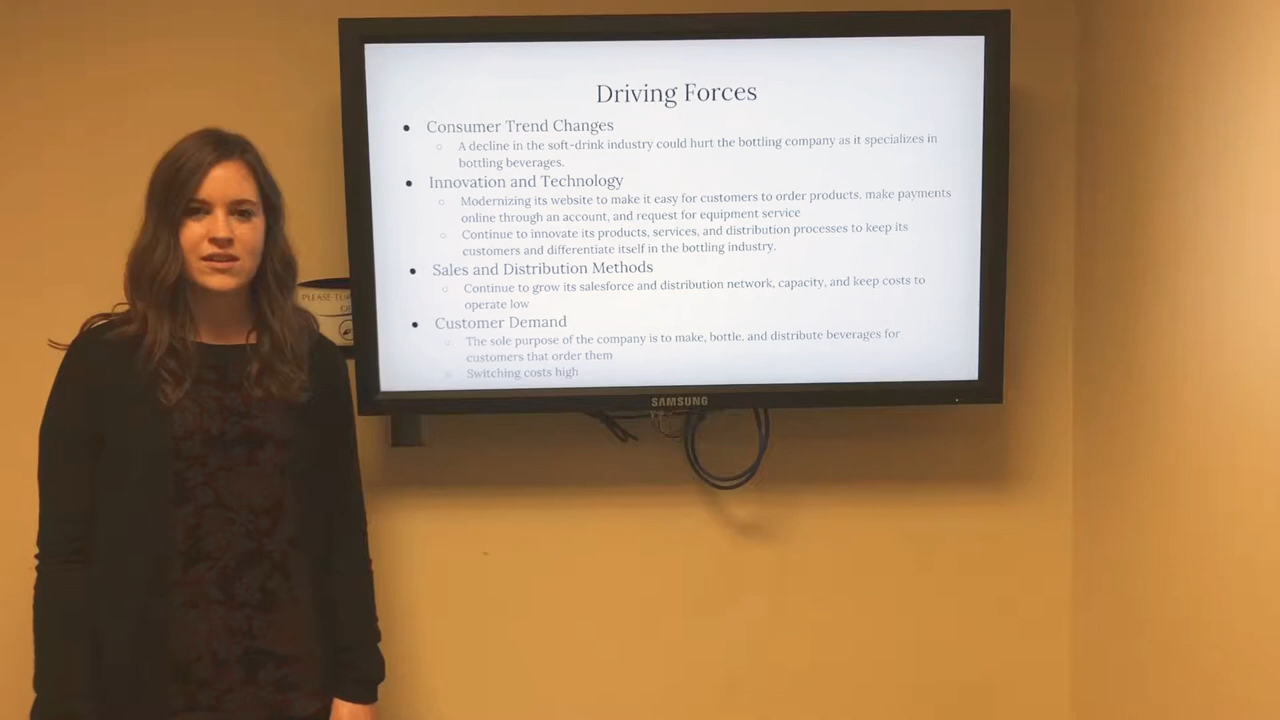 Driving Forces
● Consumer Trend Changes
○ A decline in the soft-drink industry could hurt the bottling company as it specializes in
bottling beverages.
● Innovation and Technology
○ Modernizing its website to make it easy for customers to order products, make payments
online through an account, and request for equipment service
○ Continue to innovate its products, services, and distribution processes to keep its
customers and differentiate itself in the bottling industry.
● Sales and Distribution Methods
○ Continue to grow its salesforce and distribution network, capacity, and keep costs to
operate low
● Customer Demand
○ The sole purpose of the company is to make, bottle, and distribute beverages for
customers that order them
○ Switching costs high
SAMSUNG
PLEASE